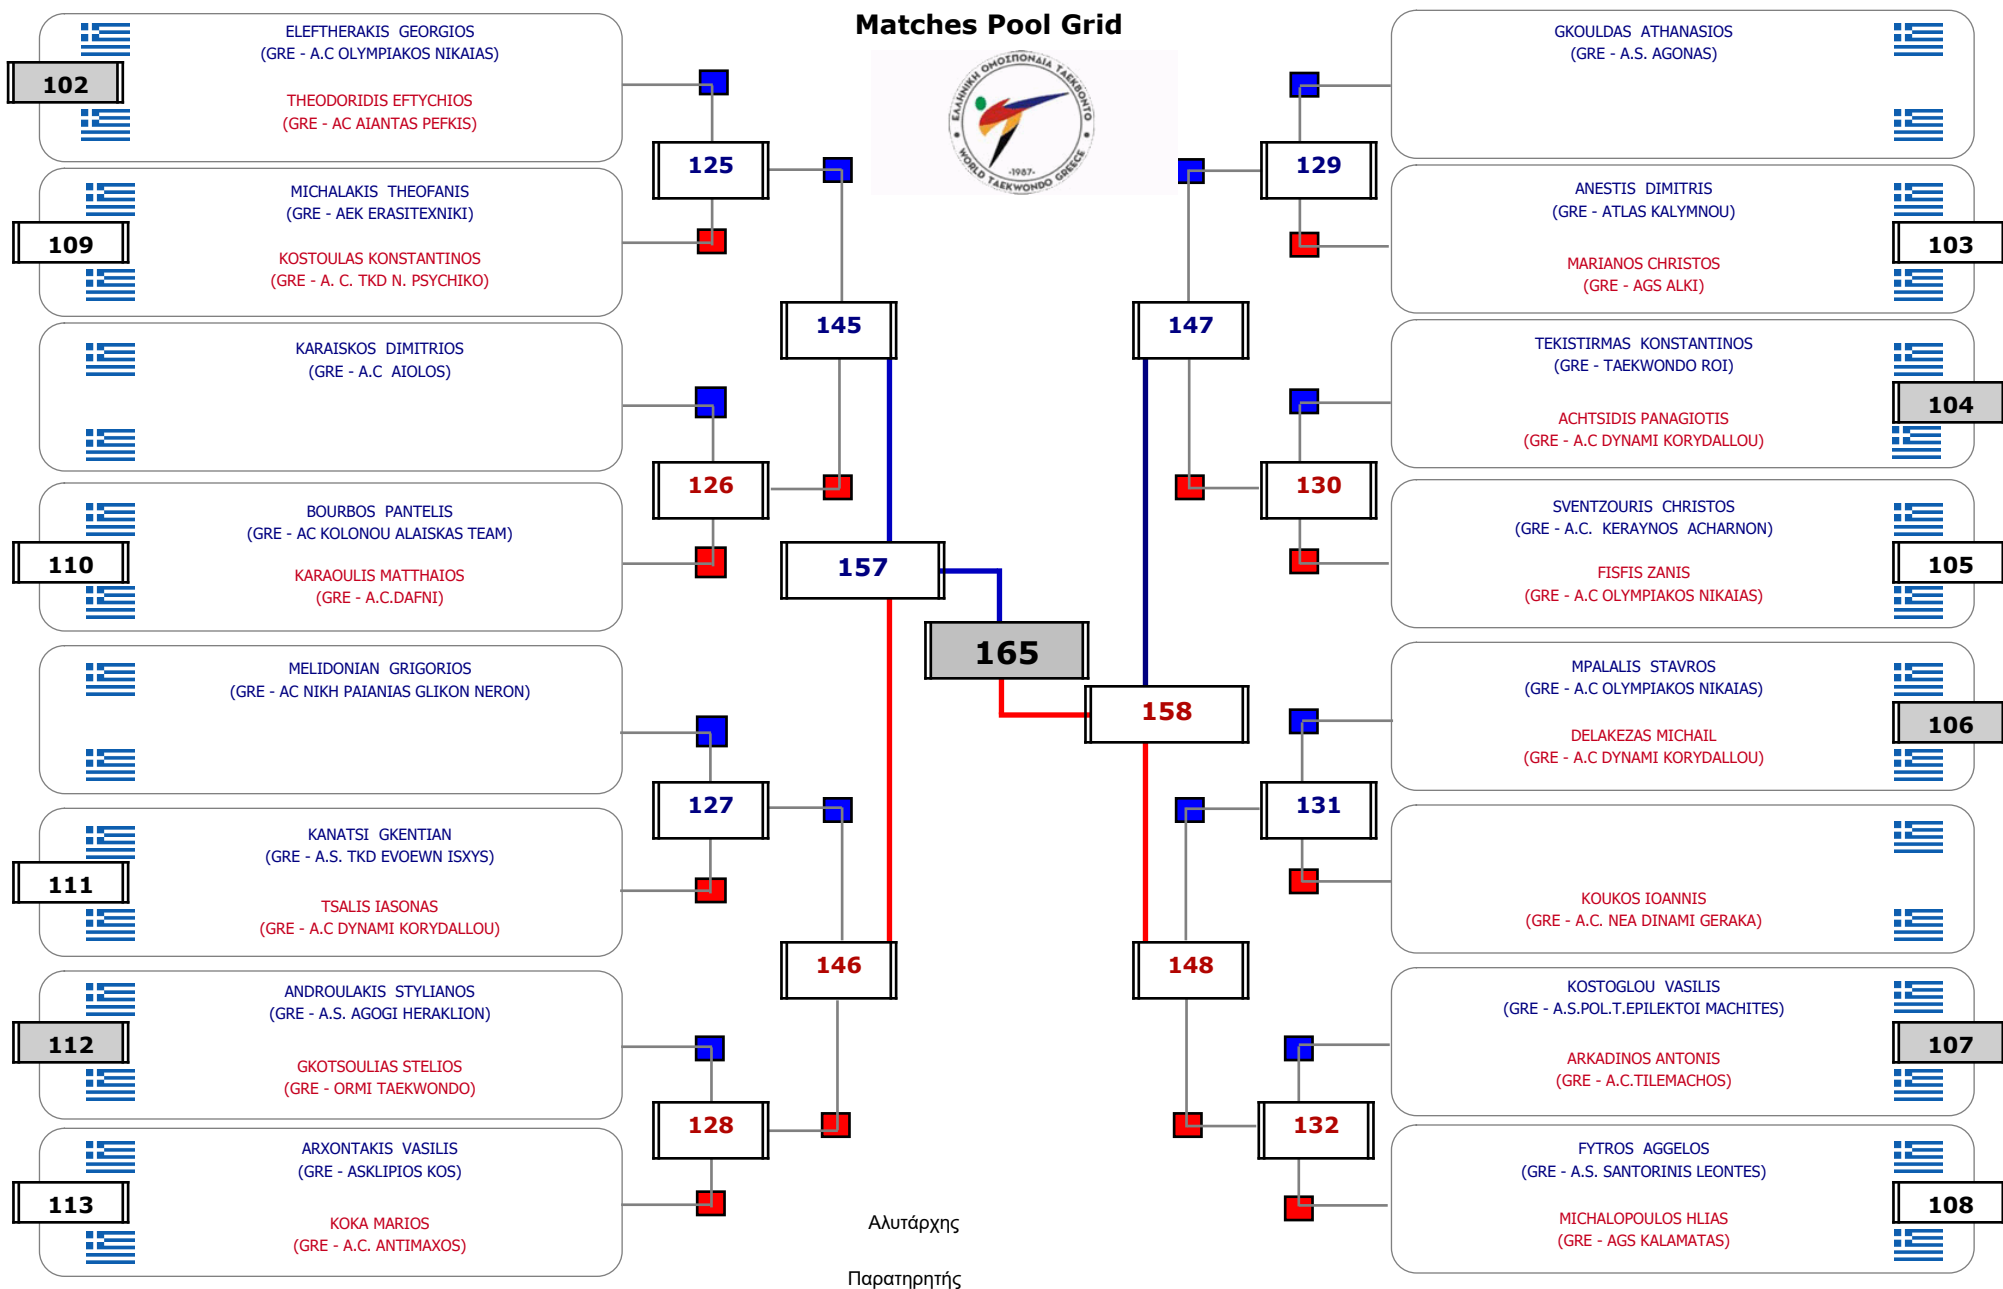 Matches Pool Grid
ΕΛΛΗΝΙΚΗ ΟΜΟΣΠΟΝΔΙΑ ΤΑΕΚΒΟΝΤΟ
-1987-
WORLD TAEKWONDO GREECE
ELEFTHERAKIS GEORGIOS
(GRE - A.C OLYMPIAKOS NIKAIAS)
102
THEODORIDIS EFTYCHIOS
(GRE - AC AIANTAS PEFKIS)
MICHALAKIS THEOFANIS
(GRE - AEK ERASITEXNIKI)
109
KOSTOULAS KONSTANTINOS
(GRE - A. C. TKD N. PSYCHIKO)
KARAISKOS DIMITRIOS
(GRE - A.C AIOLOS)
BOURBOS PANTELIS
(GRE - AC KOLONOU ALAISKAS TEAM)
110
KARAOULIS MATTHAIOS
(GRE - A.C.DAFNI)
MELIDONIAN GRIGORIOS
(GRE - AC NIKH PAIANIAS GLIKON NERON)
KANATSI GKENTIAN
(GRE - A.S. TKD EVOEWN ISXYS)
111
TSALIS IASONAS
(GRE - A.C DYNAMI KORYDALLOU)
ANDROULAKIS STYLIANOS
(GRE - A.S. AGOGI HERAKLION)
112
GKOTSOULIAS STELIOS
(GRE - ORMI TAEKWONDO)
ARXONTAKIS VASILIS
(GRE - ASKLIPIOS KOS)
113
KOKA MARIOS
(GRE - A.C. ANTIMAXOS)
125
126
127
128
145
146
157
165
158
147
148
129
130
131
132
GKOULDAS ATHANASIOS
(GRE - A.S. AGONAS)
ANESTIS DIMITRIS
(GRE - ATLAS KALYMNOU)
103
MARIANOS CHRISTOS
(GRE - AGS ALKI)
TEKISTIRMAS KONSTANTINOS
(GRE - TAEKWONDO ROI)
104
ACHTSIDIS PANAGIOTIS
(GRE - A.C DYNAMI KORYDALLOU)
SVENTZOURIS CHRISTOS
(GRE - A.C. KERAYNOS ACHARNON)
105
FISFIS ZANIS
(GRE - A.C OLYMPIAKOS NIKAIAS)
MPALALIS STAVROS
(GRE - A.C OLYMPIAKOS NIKAIAS)
106
DELAKEZAS MICHAIL
(GRE - A.C DYNAMI KORYDALLOU)
KOUKOS IOANNIS
(GRE - A.C. NEA DINAMI GERAKA)
KOSTOGLOU VASILIS
(GRE - A.S.POL.T.EPILEKTOI MACHITES)
107
ARKADINOS ANTONIS
(GRE - A.C.TILEMACHOS)
FYTROS AGGELOS
(GRE - A.S. SANTORINIS LEONTES)
108
MICHALOPOULOS HLIAS
(GRE - AGS KALAMATAS)
Αλυτάρχης
Παρατηρητής